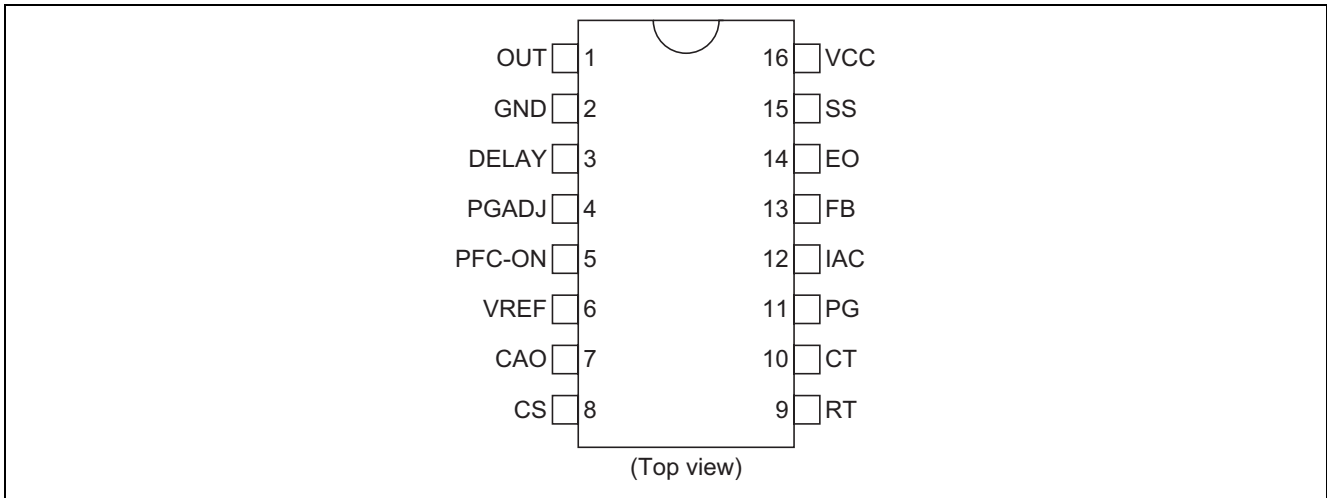 OUT 1 16 VCC
GND 2 15 SS
DELAY 3 14 EO
PGADJ 4 13 FB
PFC-ON 5 12 IAC
VREF 6 11 PG
CAO 7 10 CT
CS 8 9 RT
(Top view)